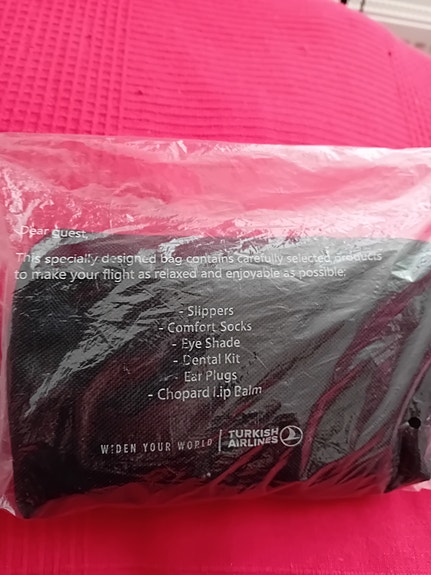 Dear guest,
This specially designed bag contains carefully selected products
to make your flight as relaxed and enjoyable as possible:
- Slippers
- Comfort Socks
- Eye Shade
- Dental Kit
- Ear Plugs
- Chopard Lip Balm
WIDEN YOUR WORLD | TURKISH
AIRLINES